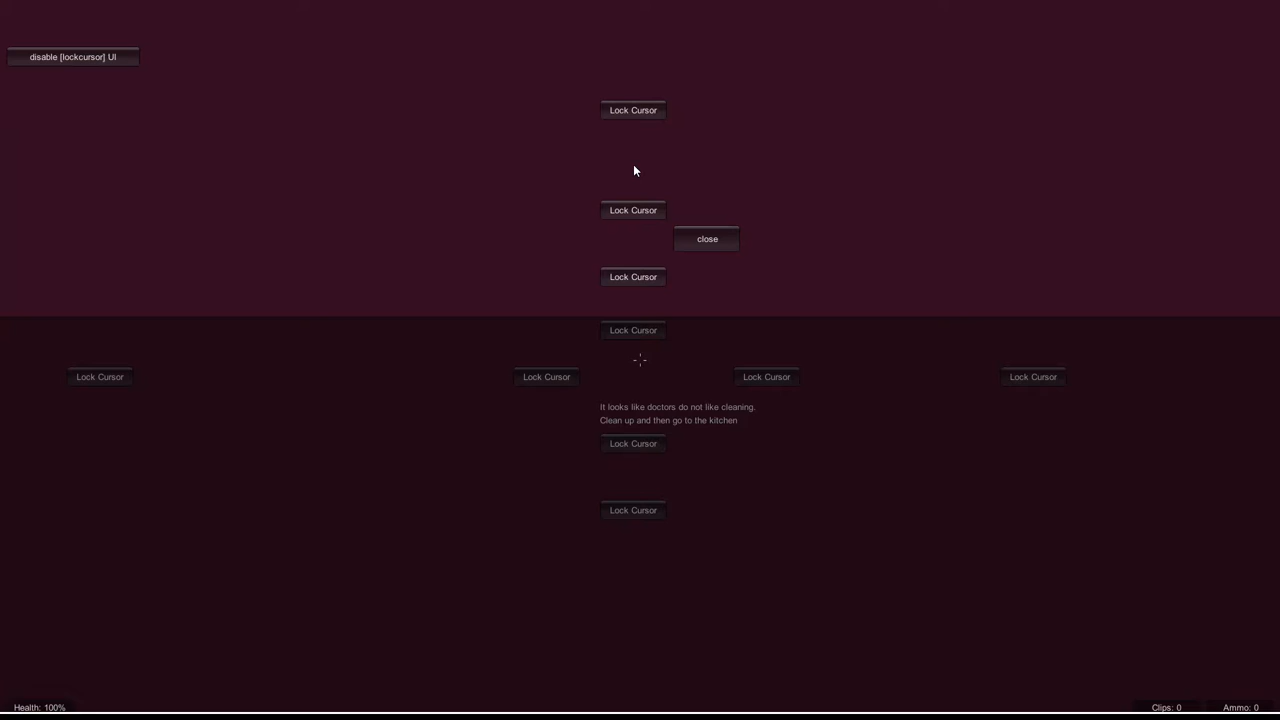 disable [lockcursor] UI
Lock Cursor
Lock Cursor
close
Lock Cursor
Lock Cursor
Lock Cursor
Lock Cursor
Lock Cursor
Lock Cursor
It looks like doctors do not like cleaning.
Clean up and then go to the kitchen
Lock Cursor
Lock Cursor
Health: 100%
Clips: 0
Ammo: 0